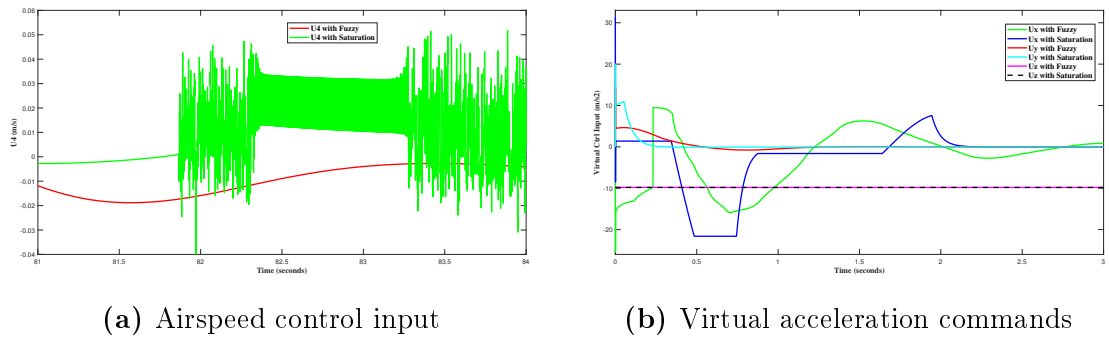 0.06
0.05
0.04
0.03
0.02
0.01
0
-0.01
-0.02
-0.03
-0.04
81
81.5
82
82.5
83
83.5
84
U4 (m/s)
Time (seconds)
U4 with Fuzzy
U4 with Saturation
(a) Airspeed control input
30
20
10
0
-10
-20
0
0.5
1
1.5
2
2.5
3
Virtual Ctrl Input (m/s2)
Time (seconds)
Ux with Fuzzy
Ux with Saturation
Uy with Fuzzy
Uy with Saturation
Uz with Fuzzy
Uz with Saturation
(b) Virtual acceleration commands